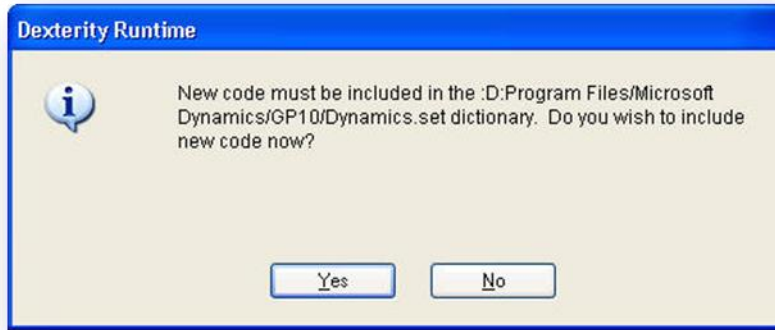 Dexterity Runtime
New code must be included in the :D:Program Files/Microsoft
Dynamics/GP10/Dynamics.set dictionary.  Do you wish to include
new code now?
Yes
No